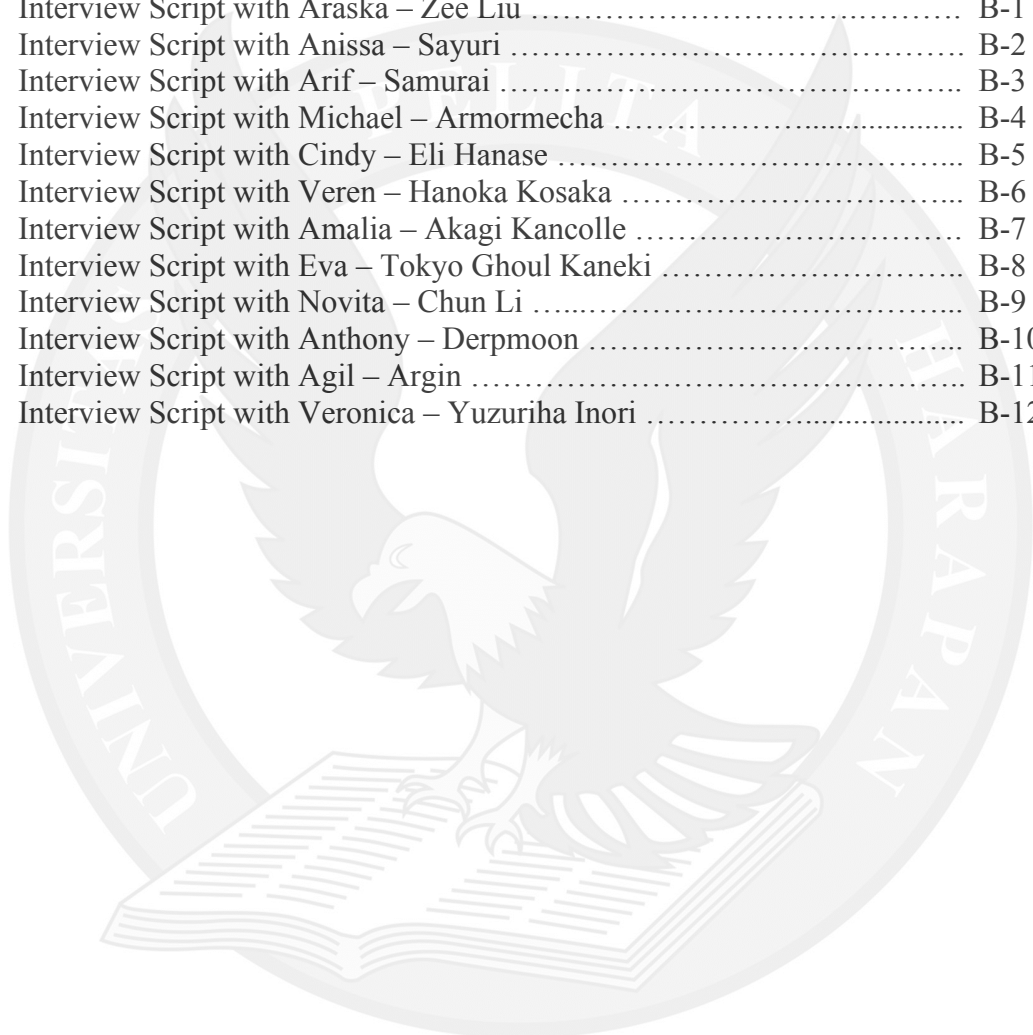 Interview Script with Araska – Zee Liu ………………………………………. B-1
Interview Script with Anissa – Sayuri ………………………………………. B-2
Interview Script with Arif – Samurai ……………………………………….. B-3
Interview Script with Michael – Armormecha ……………..................... B-4
Interview Script with Cindy – Eli Hanase ………………………………... B-5
Interview Script with Veren – Hanoka Kosaka …………………………... B-6
Interview Script with Amalia – Akagi Kancolle …………………………. B-7
Interview Script with Eva – Tokyo Ghoul Kaneki ………………………... B-8
Interview Script with Novita – Chun Li …...……………………………... B-9
Interview Script with Anthony – Derpmoon …………………………….. B-10
Interview Script with Agil – Argin ……………………………………….. B-11
Interview Script with Veronica – Yuzuriha Inori ……………................... B-12
UNIVERSITAS PELITA HARAPAN